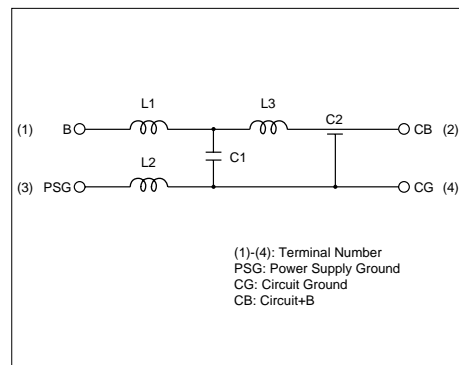 L1 L3 C2
(1) B CB (2)
C1
L2
(3) PSG CG (4)
(1)-(4): Terminal Number
PSG: Power Supply Ground
CG: Circuit Ground
CB: Circuit+B